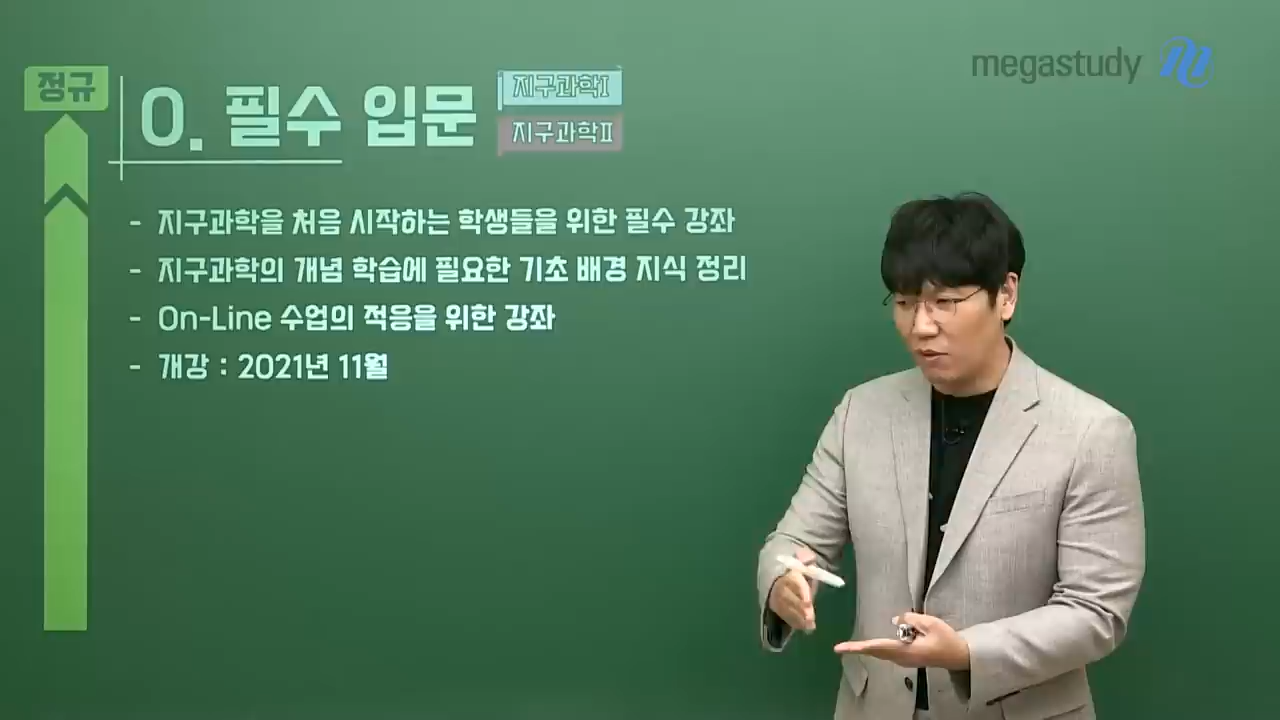 megastudy
정규
0. 필수 입문
지구과학I
지구과학II
- 지구과학을 처음 시작하는 학생들을 위한 필수 강좌
- 지구과학의 개념 학습에 필요한 기초 배경 지식 정리
- On-Line 수업의 적응을 위한 강좌
- 개강 : 2021년 11월